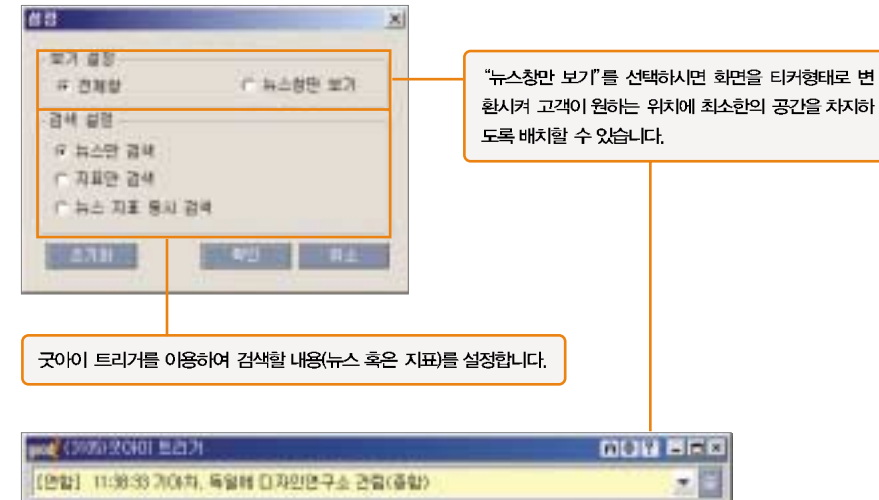 설정
보기 설정
전체창
뉴스창만 보기
검색 설정
뉴스만 검색
지표만 검색
뉴스 지표 동시 검색
초기화 확인 취소
“뉴스창만 보기”를 선택하시면 화면을 티커형태로 변
환시켜 고객이 원하는 위치에 최소한의 공간을 차지하
도록 배치할 수 있습니다.
굿아이 트리거를 이용하여 검색할 내용(뉴스 혹은 지표)를 설정합니다.
굿아이 트리거
[연합] 11:38:33 기아차, 독일에 디자인연구소 건립(종합)